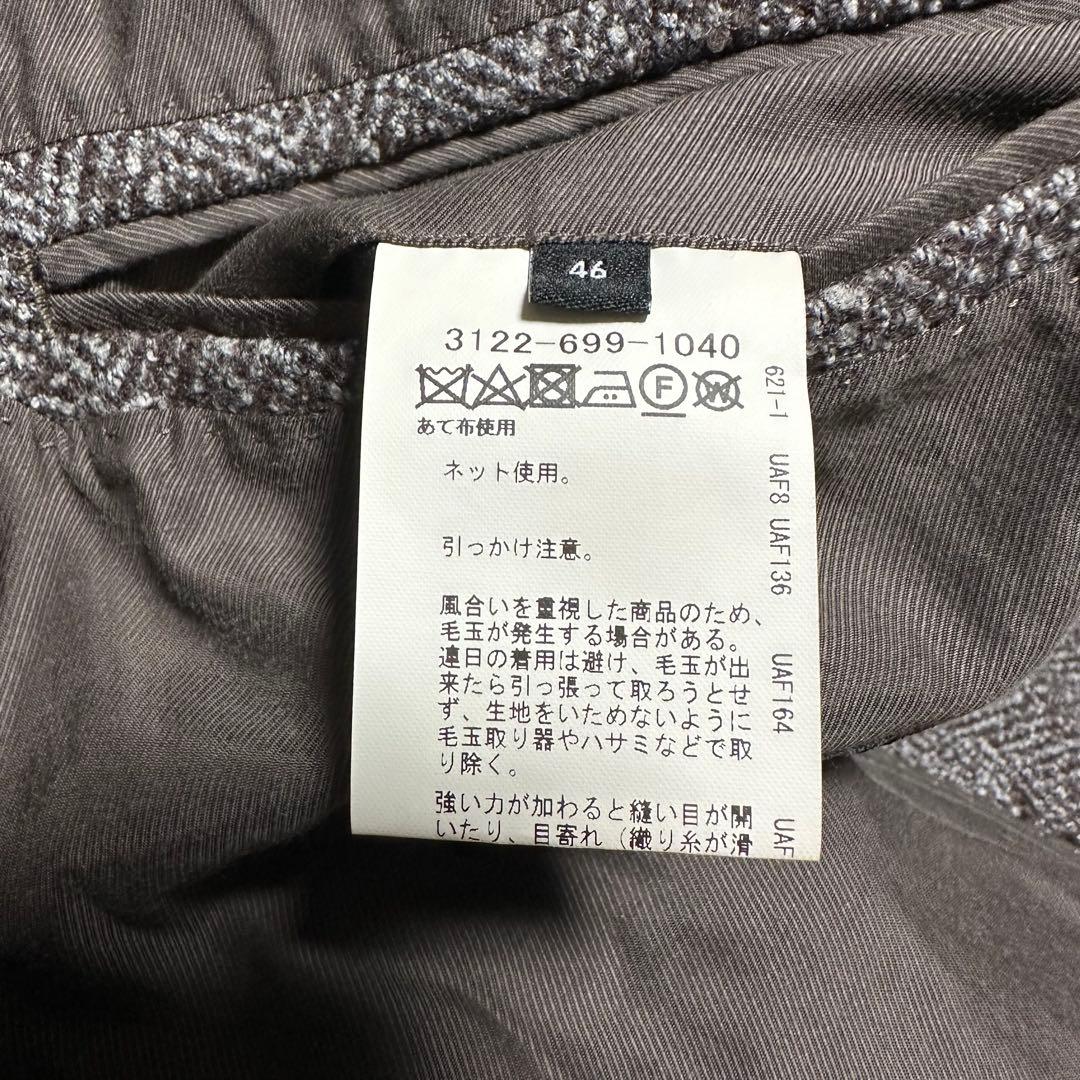 46
3122-699-1040
F
W
あて布使用
ネット使用。
引っかけ注意。
風合いを重視した商品のため、
毛玉が発生する場合がある。
連日の着用は避け、毛玉が出
来たら引っ張って取ろうとせ
ず、生地をいためないように
毛玉取り器やハサミなどで取
り除く。
強い力が加わると縫い目が開
いたり、目寄れ（織り糸が滑
621-1 UAF8 UAF136 UAF164 UAF